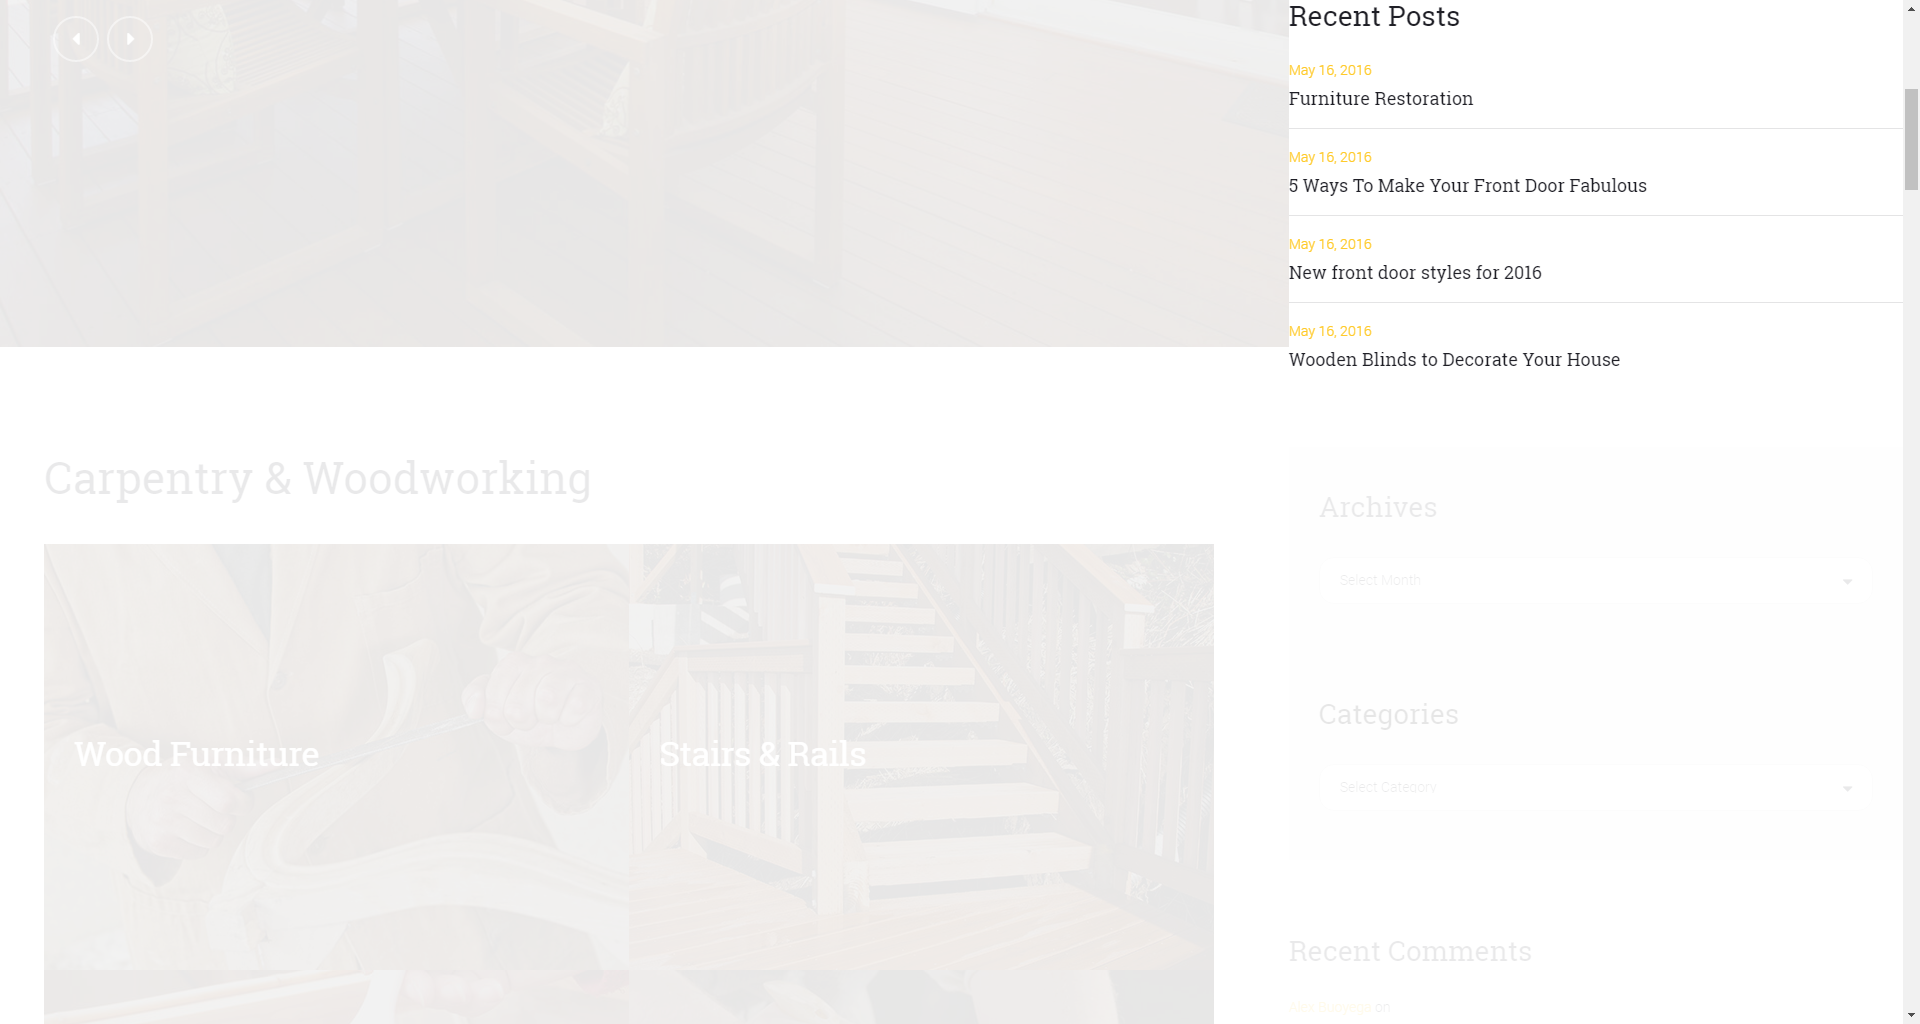 Recent Posts
May 16, 2016
Furniture Restoration
May 16, 2016
5 Ways To Make Your Front Door Fabulous
May 16, 2016
New front door styles for 2016
May 16, 2016
Wooden Blinds to Decorate Your House
Carpentry & Woodworking
Wood Furniture
Stairs & Rails
Archives
Select Month
Categories
Select Category
Recent Comments
on